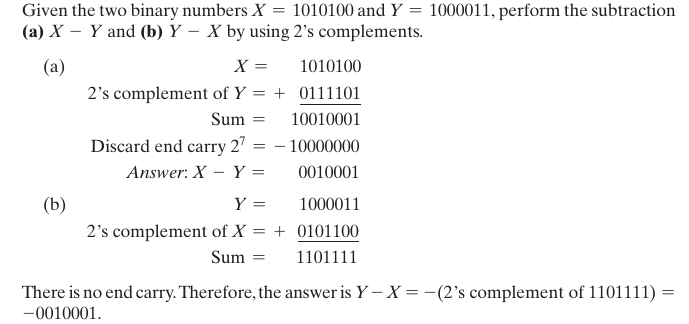 Given the two binary numbers X = 1010100 and Y = 1000011, perform the subtraction
(a) X − Y and (b) Y − X by using 2's complements.
(a) X = 1010100
2's complement of Y = + 0111101
Sum = 10010001
Discard end carry 2⁷ = − 10000000
Answer: X − Y = 0010001
(b) Y = 1000011
2's complement of X = + 0101100
Sum = 1101111
There is no end carry. Therefore, the answer is Y − X = −(2's complement of 1101111) =
−0010001.